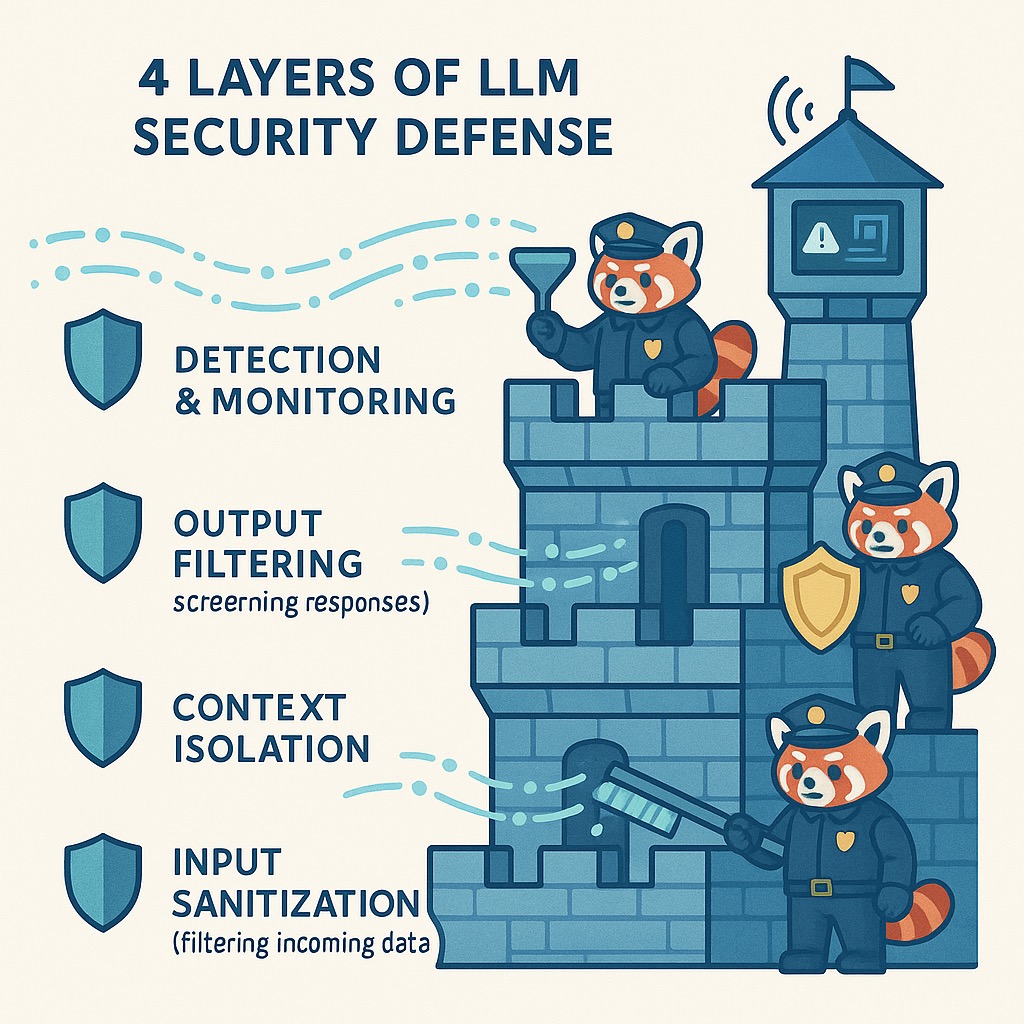 4 LAYERS OF LLM
SECURITY DEFENSE
DETECTION
& MONITORING
OUTPUT
FILTERING
screerning responses)
CONTEXT
ISOLATION
INPUT
SANITIZATION
(filtering incoming data